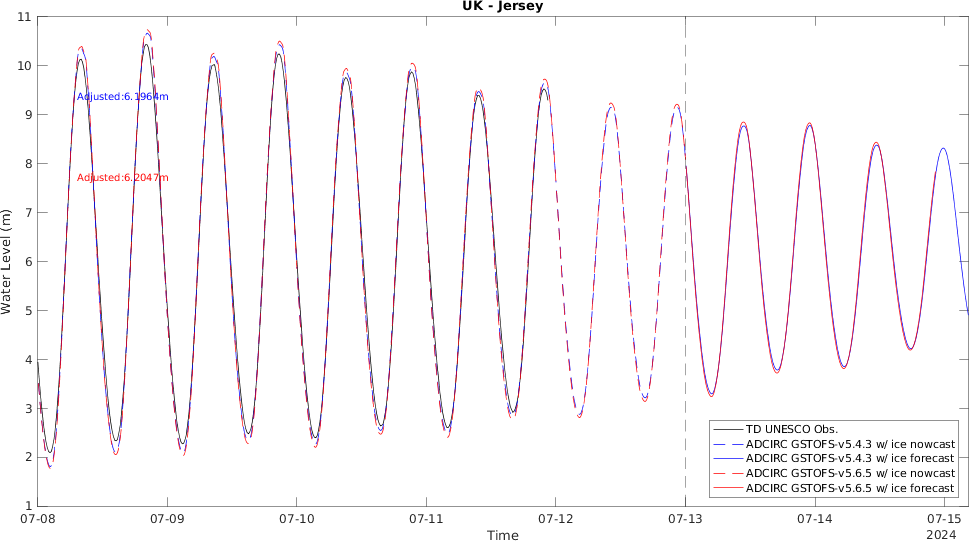 UK - Jersey
11
10
9
8
7
6
5
4
3
2
1
Water Level (m)
Adjusted:6.1964m
Adjusted:6.2047m
TD UNESCO Obs.
ADCIRC GSTOFS-v5.4.3 w/ ice nowcast
ADCIRC GSTOFS-v5.4.3 w/ ice forecast
ADCIRC GSTOFS-v5.6.5 w/ ice nowcast
ADCIRC GSTOFS-v5.6.5 w/ ice forecast
07-08 07-09 07-10 07-11 07-12 07-13 07-14 07-15
Time
2024